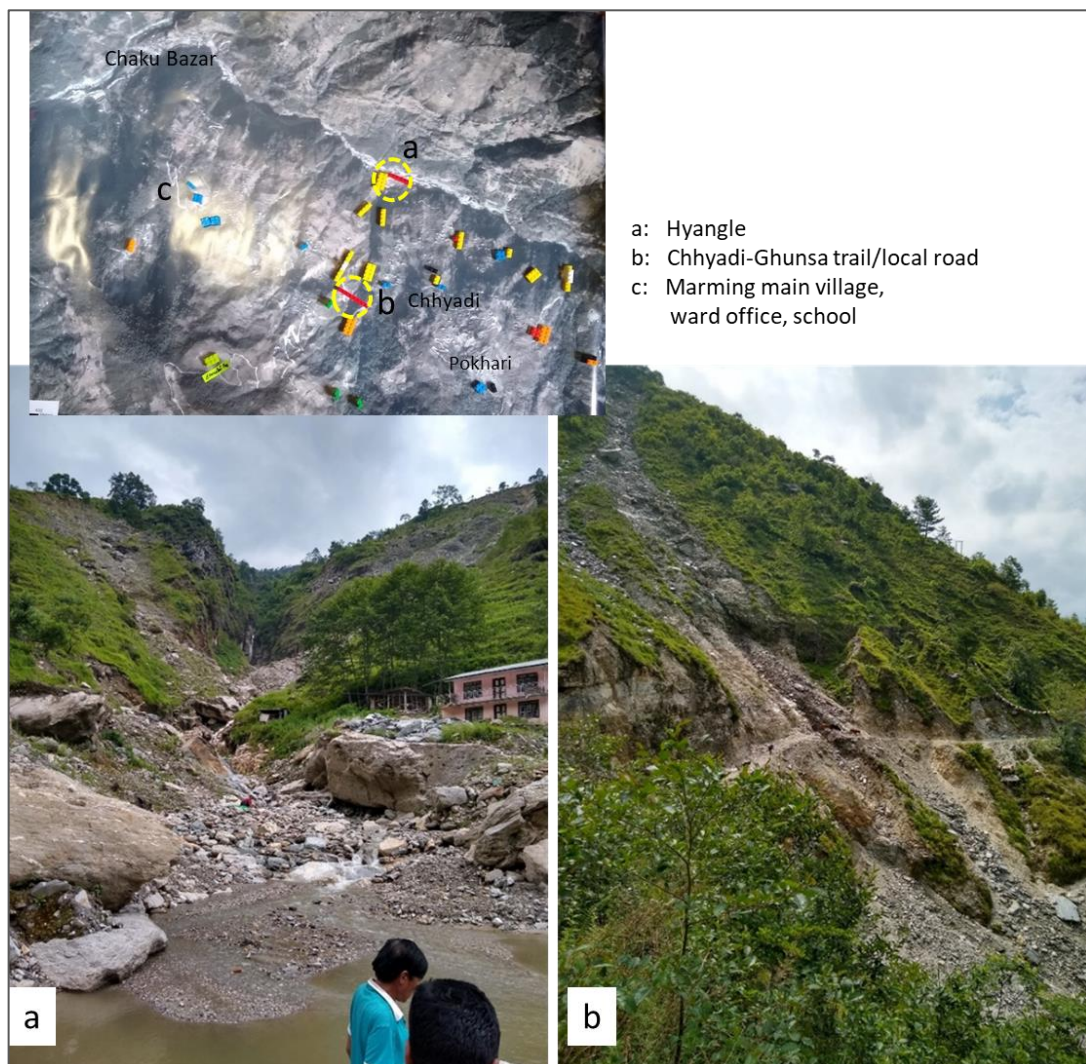 Chaku Bazar
a
c
b
Chhyadi
Pokhari
a: Hyangle
b: Chhyadi-Ghunsa trail/local road
c: Marming main village,
ward office, school
a
b